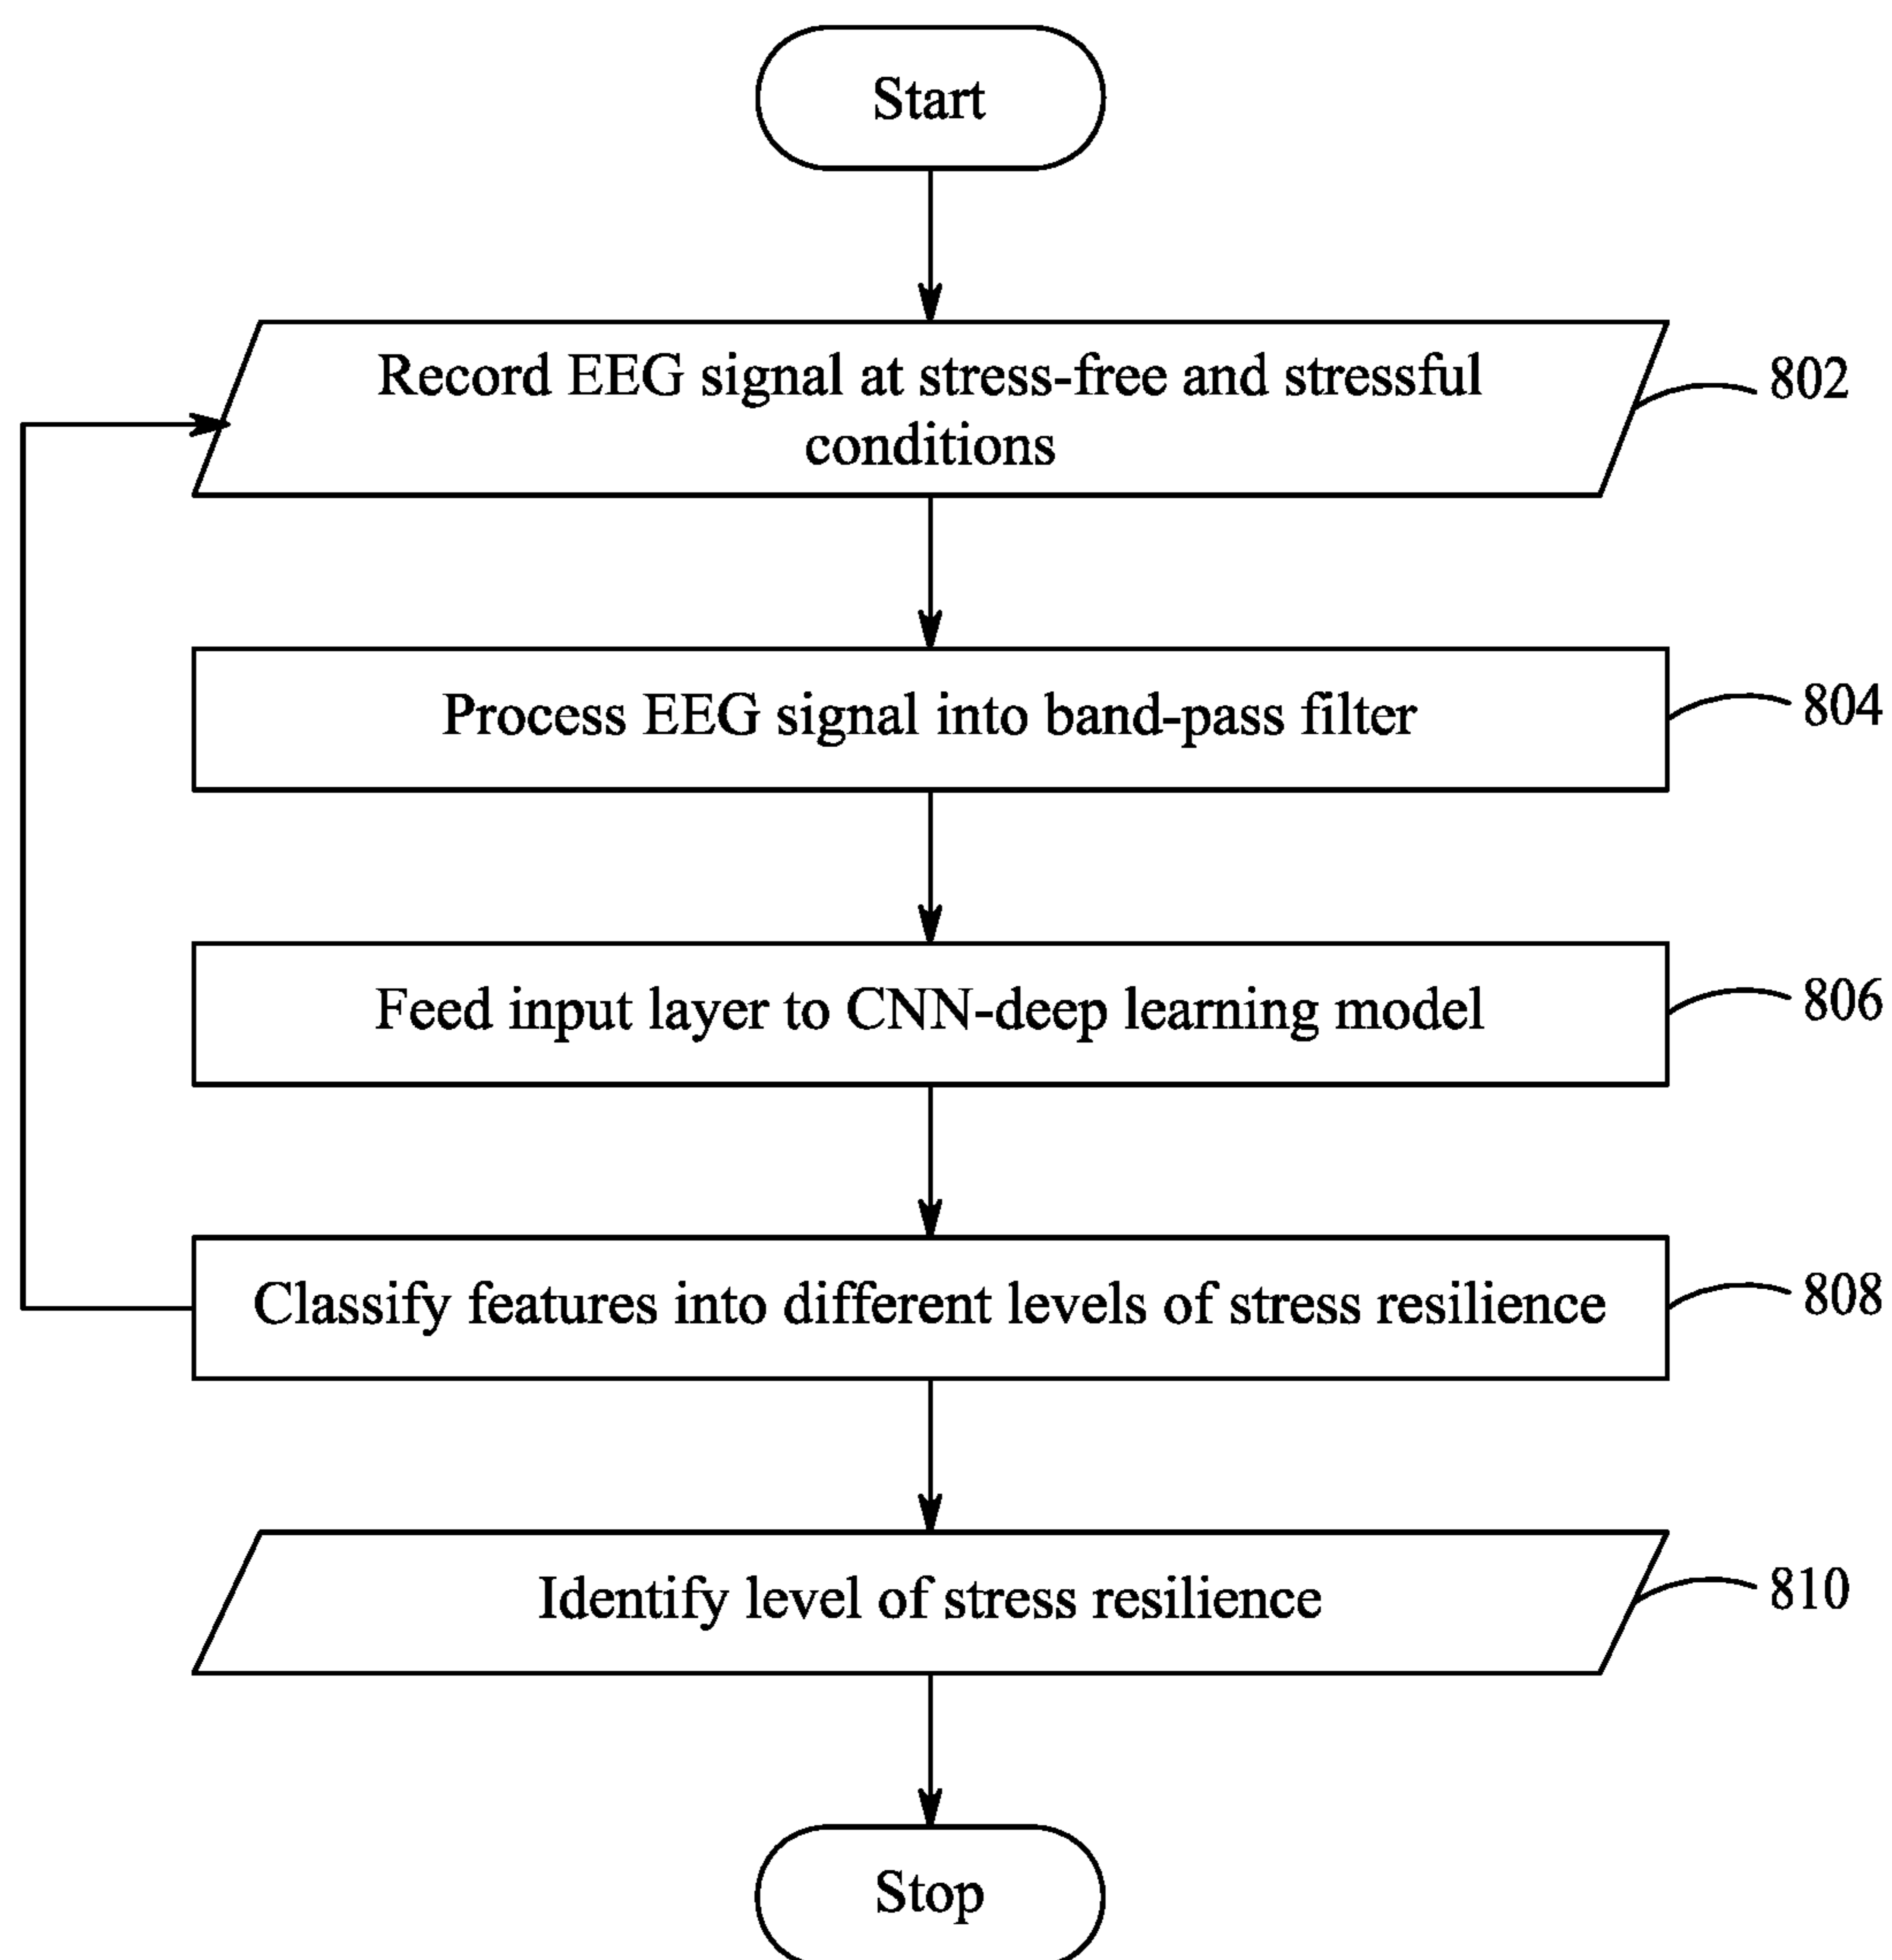 Start
Record EEG signal at stress-free and stressful
conditions
802
Process EEG signal into band-pass filter
804
Feed input layer to CNN-deep learning model
806
Classify features into different levels of stress resilience
808
Identify level of stress resilience
810
Stop